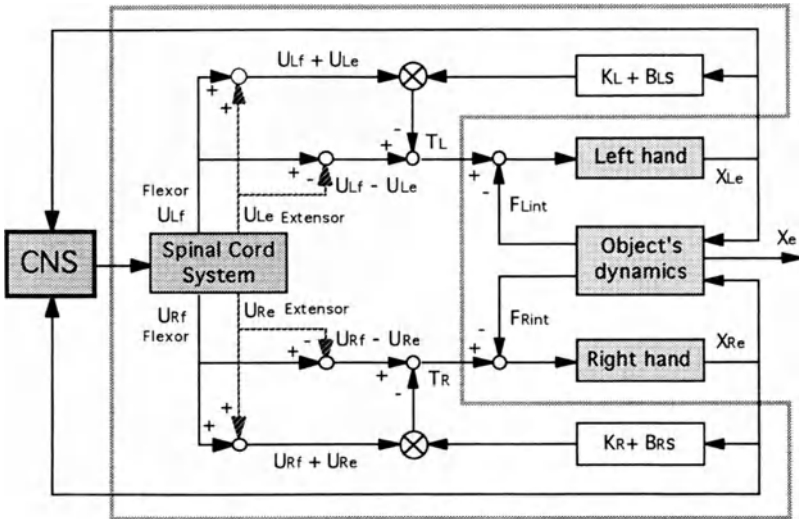 ULf + ULe
KL + BLs
+
+
-
TL
+
-
+
+
-
Left hand
Flexor
ULf
ULf - ULe
ULe Extensor
XLe
FLint
CNS
Spinal Cord
System
Object's
dynamics
Xe
URf
Flexor
URe Extensor
FRint
URf - URe
-
+
+
-
TR
-
+
Right hand
XRe
+
+
URf + URe
KR + BRs